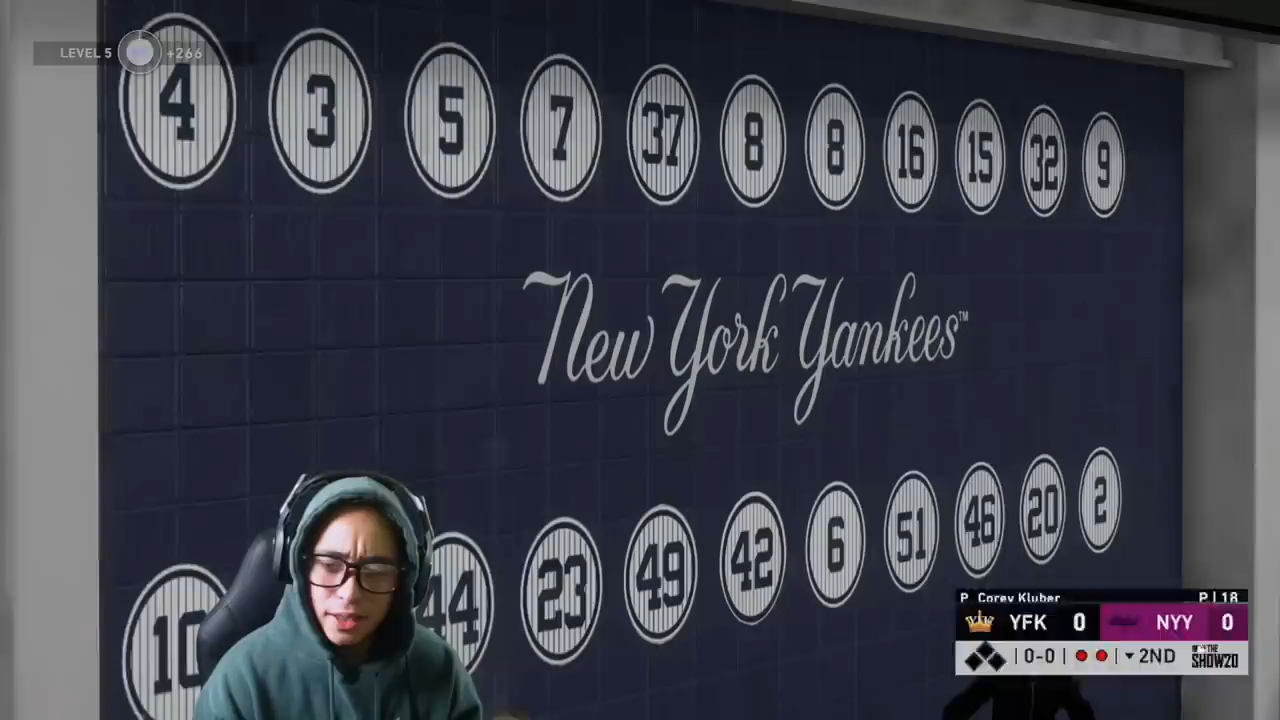 LEVEL 5 +266
4 3 5 7 37 8 8 16 15 32 9
New York Yankees™
10 44 23 49 42 6 51 46 20 2
P. Corey Kluber P | 18
YFK 0 NYY 0
0-0 ▾2ND MLB THE SHOW20